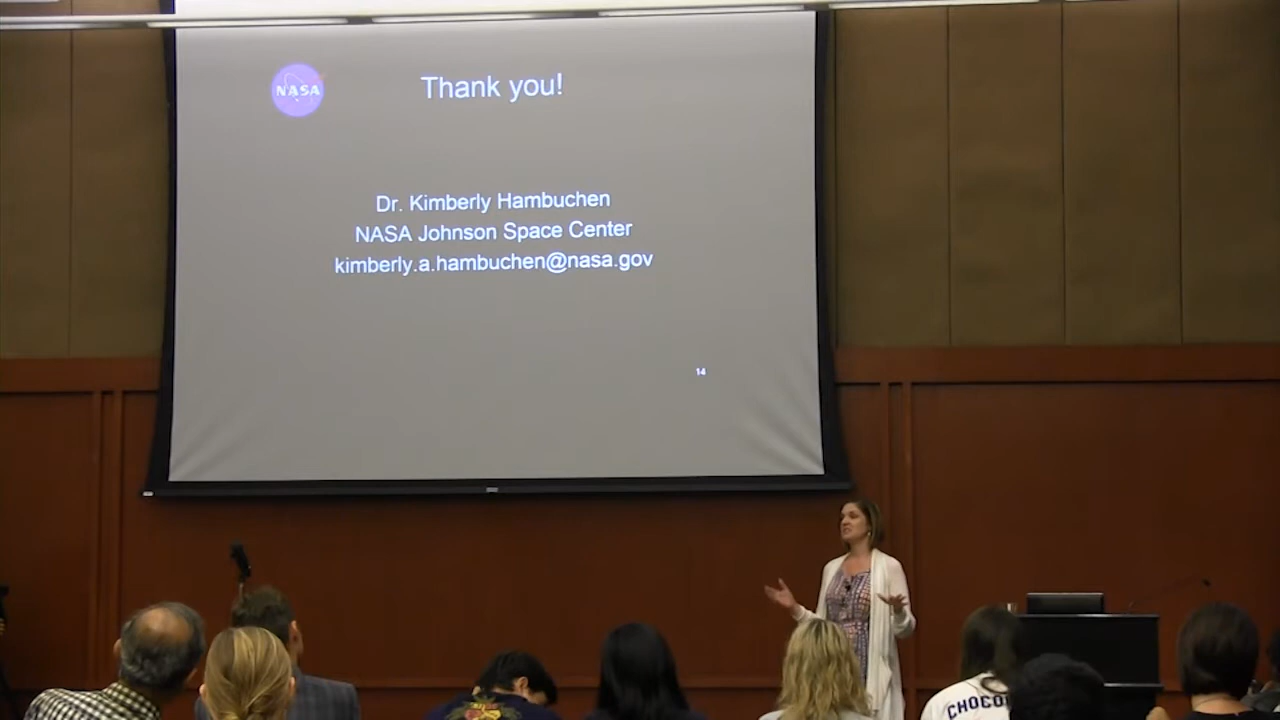 NASA
Thank you!
Dr. Kimberly Hambuchen
NASA Johnson Space Center
kimberly.a.hambuchen@nasa.gov
14